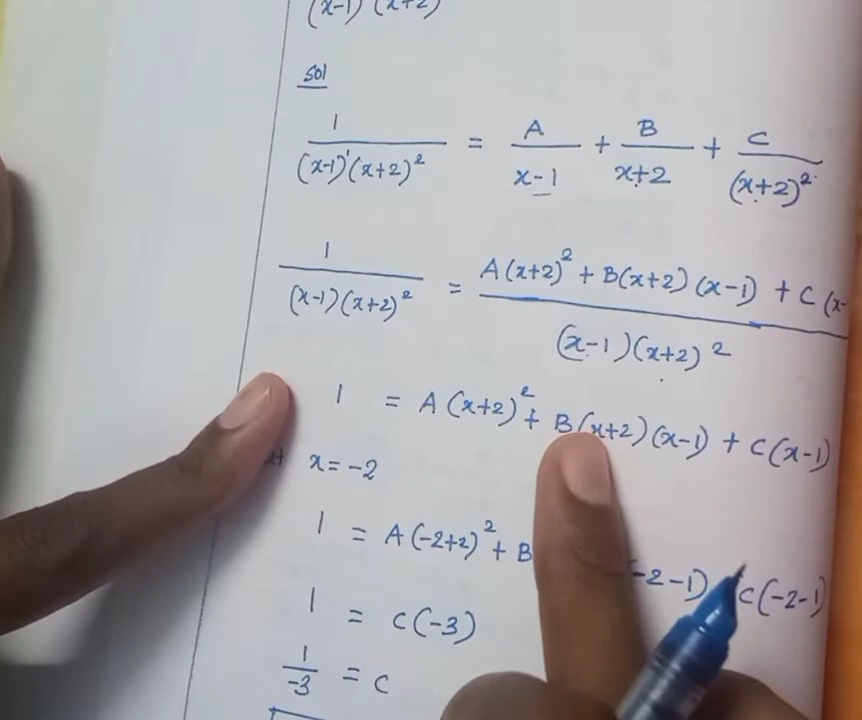 (x-1) (x+2)
Sol
1/((x-1)'(x+2)²) = A/(x-1) + B/(x+2) + C/(x+2)²
1/((x-1)(x+2)²) = (A(x+2)² + B(x+2)(x-1) + C(x-)/((x-1)(x+2)²)
1 = A(x+2)² + B(x+2)(x-1) + C(x-1)
x = -2
1 = A(-2+2)² + B -2-1) C(-2-1)
1 = C(-3)
1/-3 = C